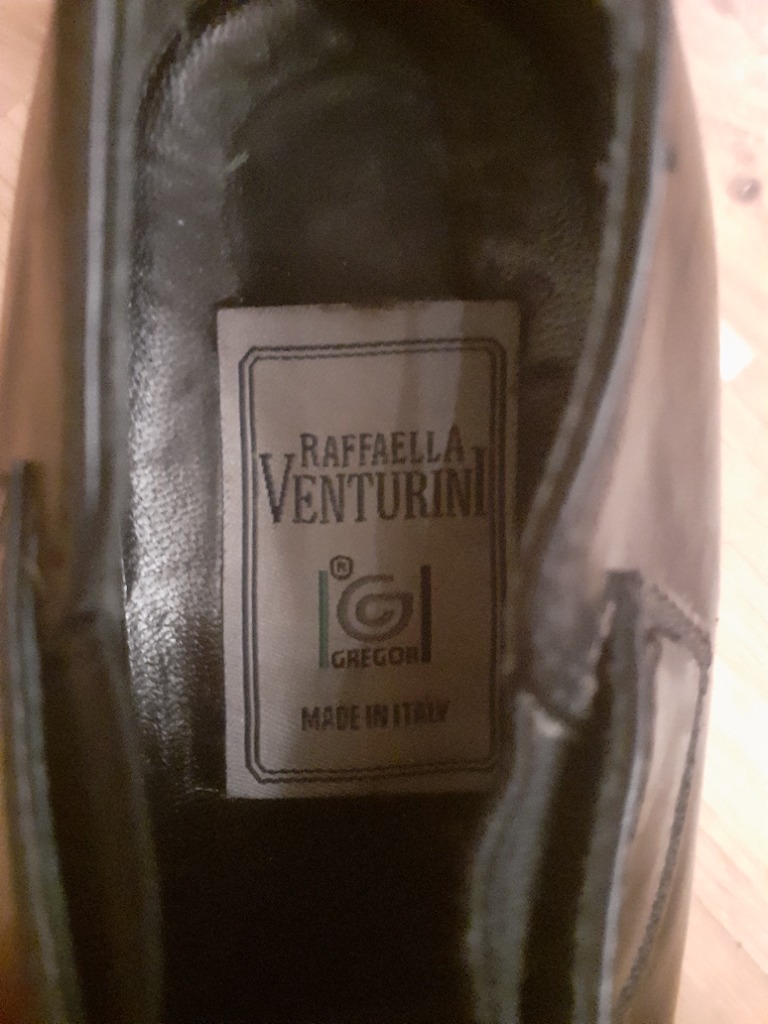 RAFFAELLA
VENTURINI
®
G
GREGOR
MADE IN ITALY